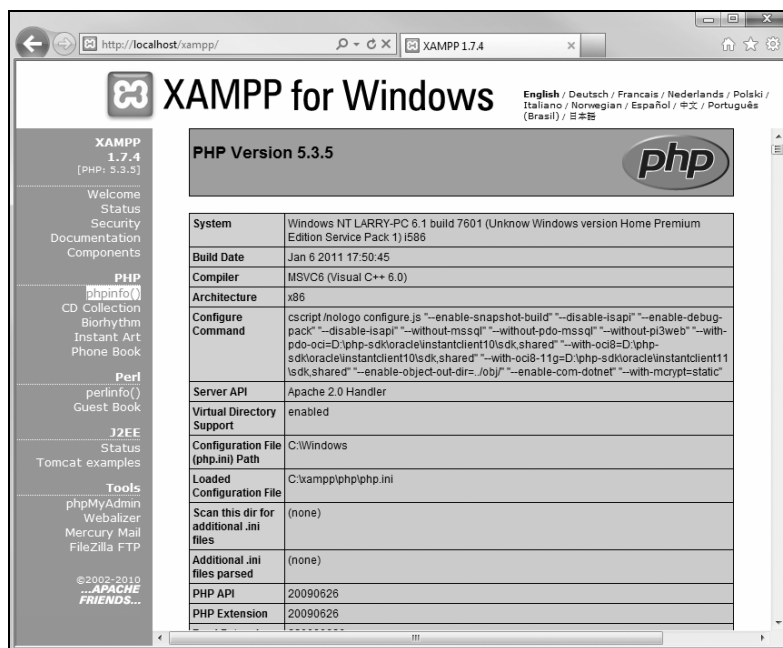 http://localhost/xampp/
XAMPP 1.7.4
XAMPP for Windows
English / Deutsch / Francais / Nederlands / Polski /
Italiano / Norwegian / Español / 中文 / Português
(Brasil) / 日本語
XAMPP
1.7.4
[PHP: 5.3.5]
Welcome
Status
Security
Documentation
Components
PHP
phpinfo()
CD Collection
Biorhythm
Instant Art
Phone Book
Perl
perlinfo()
Guest Book
J2EE
Status
Tomcat examples
Tools
phpMyAdmin
Webalizer
Mercury Mail
FileZilla FTP
©2002-2010
...APACHE
FRIENDS...
PHP Version 5.3.5
php
System
Windows NT LARRY-PC 6.1 build 7601 (Unknow Windows version Home Premium
Edition Service Pack 1) i586
Build Date
Jan 6 2011 17:50:45
Compiler
MSVC6 (Visual C++ 6.0)
Architecture
x86
Configure
Command
cscript /nologo configure.js "--enable-snapshot-build" "--disable-isapi" "--enable-debug-
pack" "--disable-isapi" "--without-mssql" "--without-pdo-mssql" "--without-pi3web" "--with-
pdo-oci=D:\php-sdk\oracle\instantclient10\sdk,shared" "--with-oci8=D:\php-
sdk\oracle\instantclient10\sdk,shared" "--with-oci8-11g=D:\php-sdk\oracle\instantclient11
\sdk,shared" "--enable-object-out-dir=../obj/" "--enable-com-dotnet" "--with-mcrypt=static"
Server API
Apache 2.0 Handler
Virtual Directory
Support
enabled
Configuration File
(php.ini) Path
C:\Windows
Loaded
Configuration File
C:\xampp\php\php.ini
Scan this dir for
additional .ini
files
(none)
Additional .ini
files parsed
(none)
PHP API
20090626
PHP Extension
20090626